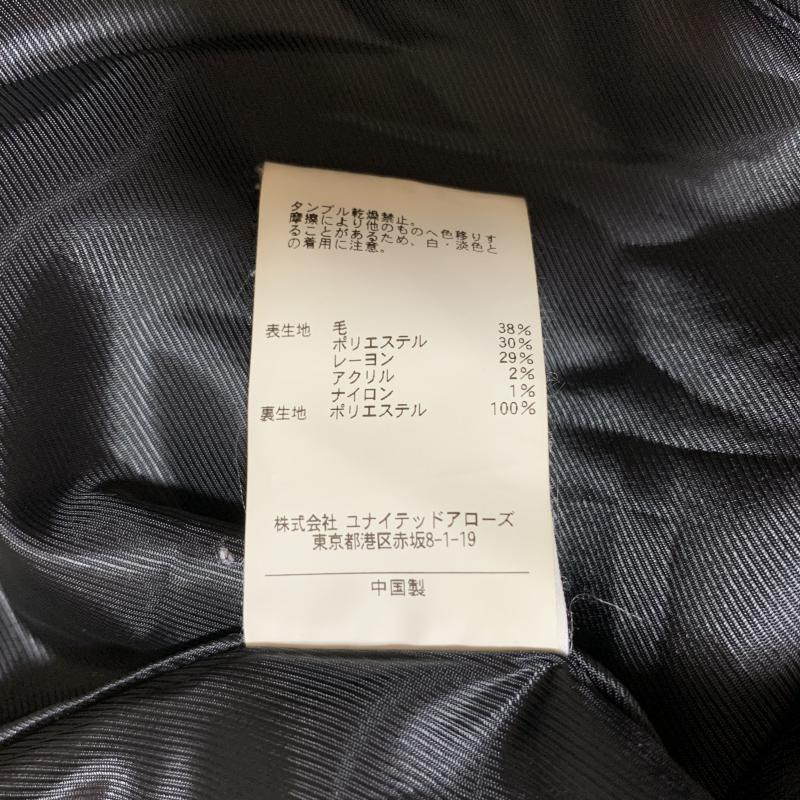 タンブル乾燥禁止。
摩擦により他のものへ色移りす
ることがあるため、白・淡色と
の着用に注意。
表生地 毛 38%
ポリエステル 30%
レーヨン 29%
アクリル 2%
ナイロン 1%
裏生地 ポリエステル 100%
株式会社 ユナイテッドアローズ
東京都港区赤坂8-1-19
中国製